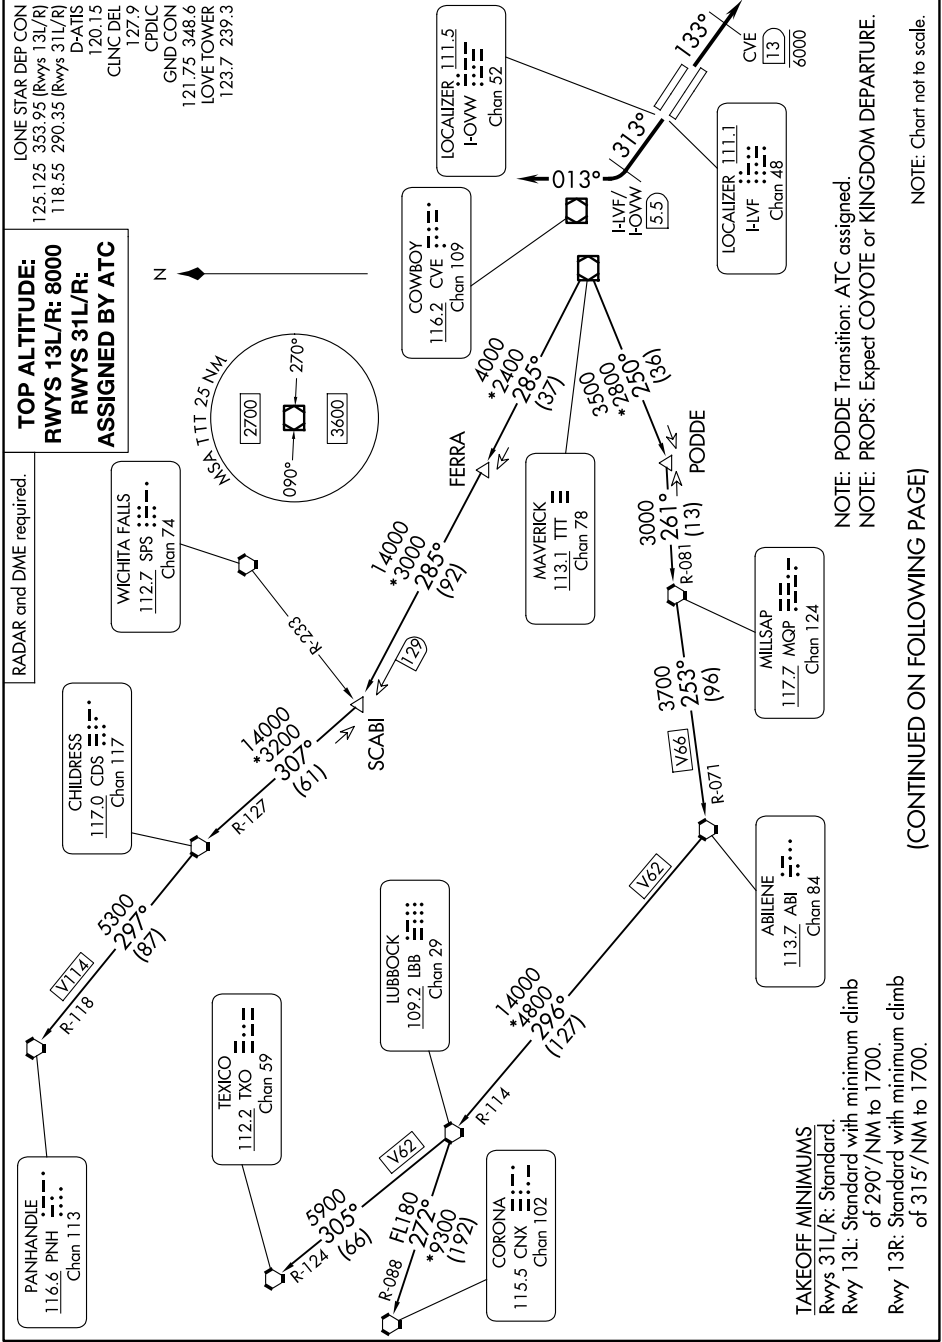 LONE STAR DEP CON
125.125 353.95 (Rwys 13L/R)
118.55 290.35 (Rwys 31L/R)
D-ATIS
120.15
CLNC DEL
127.9
CPDLC
GND CON
121.75 348.6
LOVE TOWER
123.7 239.3
TOP ALTITUDE:
RWYS 13L/R: 8000
RWYS 31L/R:
ASSIGNED BY ATC
RADAR and DME required.
N
MSA TTT 25 NM
2700
3600
090°
270°
LOCALIZER 111.5
I-OVW
Chan 52
LOCALIZER 111.1
I-LVF
Chan 48
COWBOY
116.2 CVE
Chan 109
013°
313°
133°
I-LVF/
I-OVW
5.5
CVE
13
6000
MAVERICK
113.1 TTT
Chan 78
4000
*2400
285°
(37)
FERRA
3500
*2800
250°
(36)
PODDE
14000
*3000
285°
(92)
129
SCABI
WICHITA FALLS
112.7 SPS
Chan 74
R-233
14000
*3200
307°
(61)
R-127
CHILDRESS
117.0 CDS
Chan 117
5300
297°
(87)
V114
R-118
PANHANDLE
116.6 PNH
Chan 113
3000
261°
(13)
R-081
MILLSAP
117.7 MQP
Chan 124
3700
253°
(96)
V66
R-071
ABILENE
113.7 ABI
Chan 84
V62
14000
*4800
296°
(127)
R-114
LUBBOCK
109.2 LBB
Chan 29
V62
5900
305°
(66)
R-124
TEXICO
112.2 TXO
Chan 59
FL180
272°
*9300
(192)
R-088
CORONA
115.5 CNX
Chan 102
TAKEOFF MINIMUMS
Rwys 31L/R: Standard.
Rwy 13L: Standard with minimum climb
of 290'/NM to 1700.
Rwy 13R: Standard with minimum climb
of 315'/NM to 1700.
NOTE: PODDE Transition: ATC assigned.
NOTE: PROPS: Expect COYOTE or KINGDOM DEPARTURE.
NOTE: Chart not to scale.
(CONTINUED ON FOLLOWING PAGE)